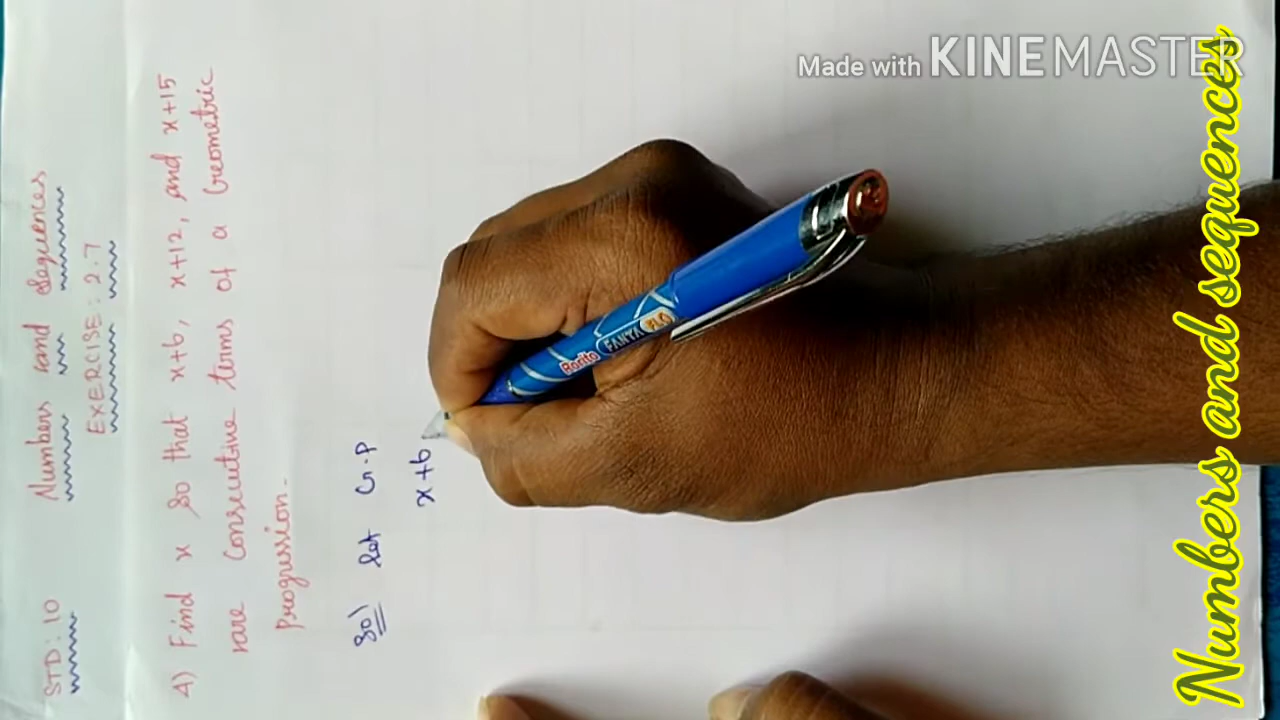 STD: 10 Numbers and Sequences
EXERCISE: 2.7
4) Find x so that x+6, x+12, and x+15
are consecutive terms of a Geometric
Progression.
Sol Let G.P
x+6
Rorito FANTA FLO
Made with KINEMASTER
Numbers and sequences